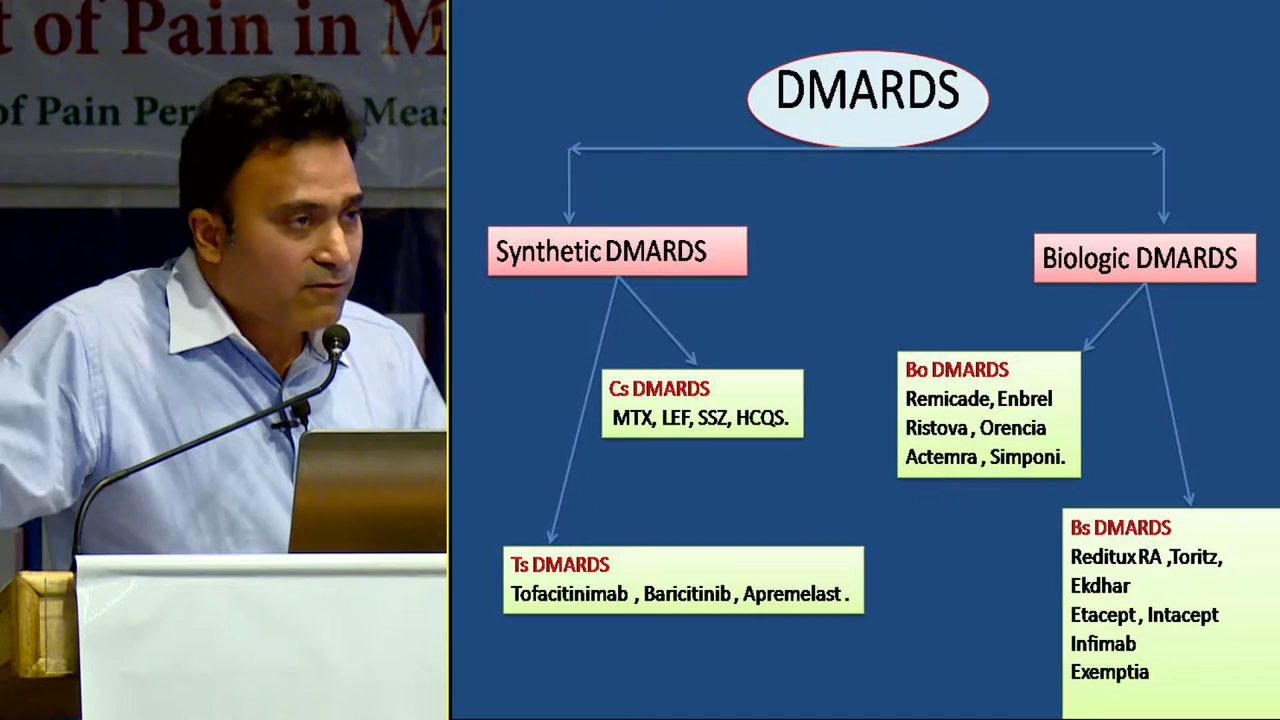 t of Pain in M
of Pain Per Meas
DMARDS
Synthetic DMARDS
Biologic DMARDS
Cs DMARDS
MTX, LEF, SSZ, HCQS.
Bo DMARDS
Remicade, Enbrel
Ristova , Orencia
Actemra , Simponi.
Ts DMARDS
Tofacitinimab , Baricitinib , Apremelast .
Bs DMARDS
Reditux RA ,Toritz,
Ekdhar
Etacept , Intacept
Infimab
Exemptia